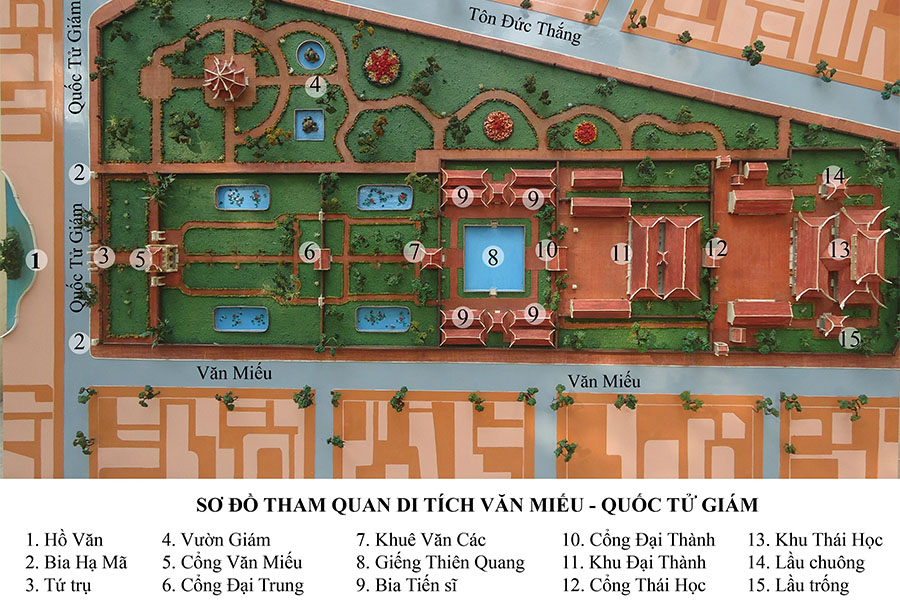 Quốc Tử Giám
Tôn Đức Thắng
4
2
9
9
14
Quốc Tử Giám
1
3
5
6
7
8
10
11
12
13
9
9
2
15
Văn Miếu
Văn Miếu
SƠ ĐỒ THAM QUAN DI TÍCH VĂN MIẾU - QUỐC TỬ GIÁM
1. Hồ Văn
2. Bia Hạ Mã
3. Tứ trụ
4. Vườn Giám
5. Cổng Văn Miếu
6. Cổng Đại Trung
7. Khuê Văn Các
8. Giếng Thiên Quang
9. Bia Tiến sĩ
10. Cổng Đại Thành
11. Khu Đại Thành
12. Cổng Thái Học
13. Khu Thái Học
14. Lầu chuông
15. Lầu trống